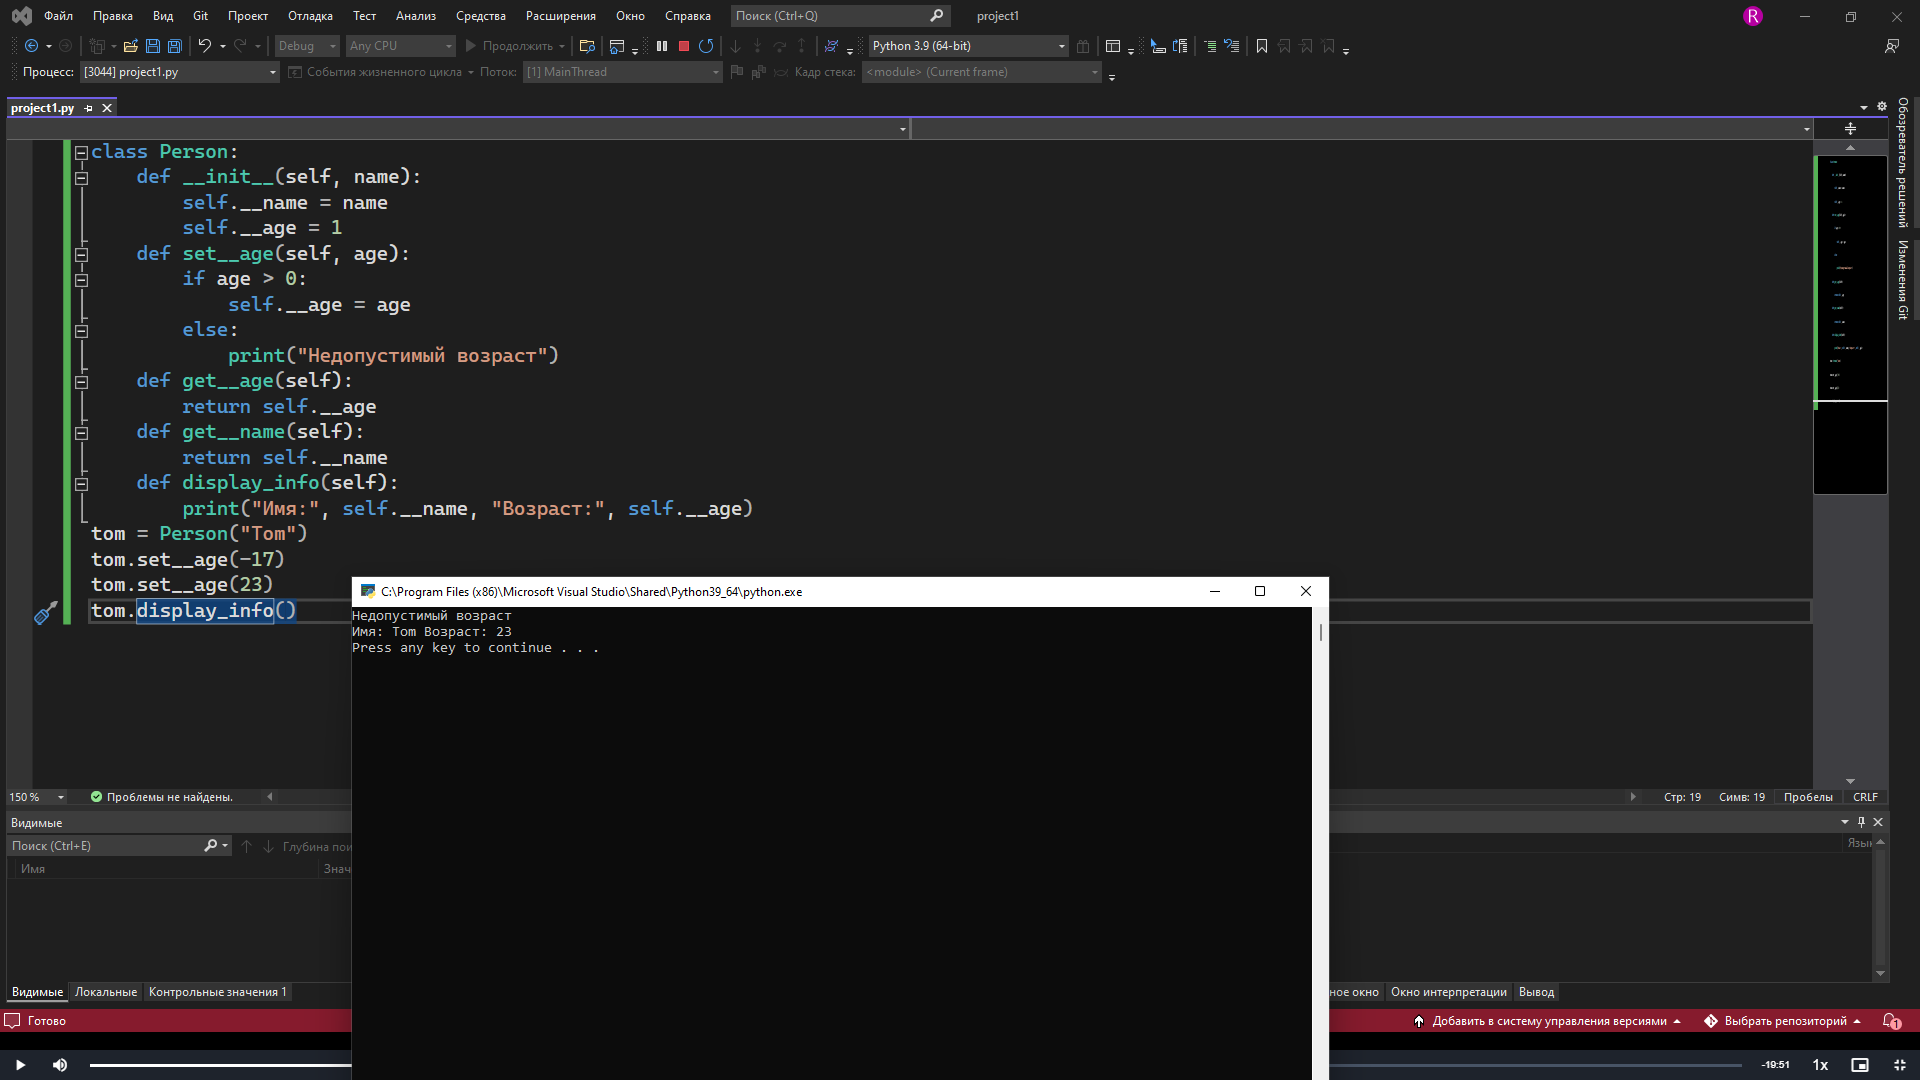 Файл Правка Вид Git Проект Отладка Тест Анализ Средства Расширения Окно Справка Поиск (Ctrl+Q) project1 R
Debug Any CPU Продолжить Python 3.9 (64-bit)
Процесс: [3044] project1.py События жизненного цикла Поток: [1] MainThread Кадр стека: <module> (Current frame)
project1.py
Обозреватель решений
Изменения Git
class Person:
def __init__(self, name):
self.__name = name
self.__age = 1
def set__age(self, age):
if age > 0:
self.__age = age
else:
print("Недопустимый возраст")
def get__age(self):
return self.__age
def get__name(self):
return self.__name
def display_info(self):
print("Имя:", self.__name, "Возраст:", self.__age)
tom = Person("Tom")
tom.set__age(-17)
tom.set__age(23)
tom.display_info()
C:\Program Files (x86)\Microsoft Visual Studio\Shared\Python39_64\python.exe
Недопустимый возраст
Имя: Tom Возраст: 23
Press any key to continue . . .
150 % Проблемы не найдены. Стр: 19 Симв: 19 Пробелы CRLF
Видимые
Поиск (Ctrl+E) Глубина пои
Имя Знач Язык
Видимые Локальные Контрольные значения 1 ное окно Окно интерпретации Вывод
Готово Добавить в систему управления версиями Выбрать репозиторий 1
-19:51 1x